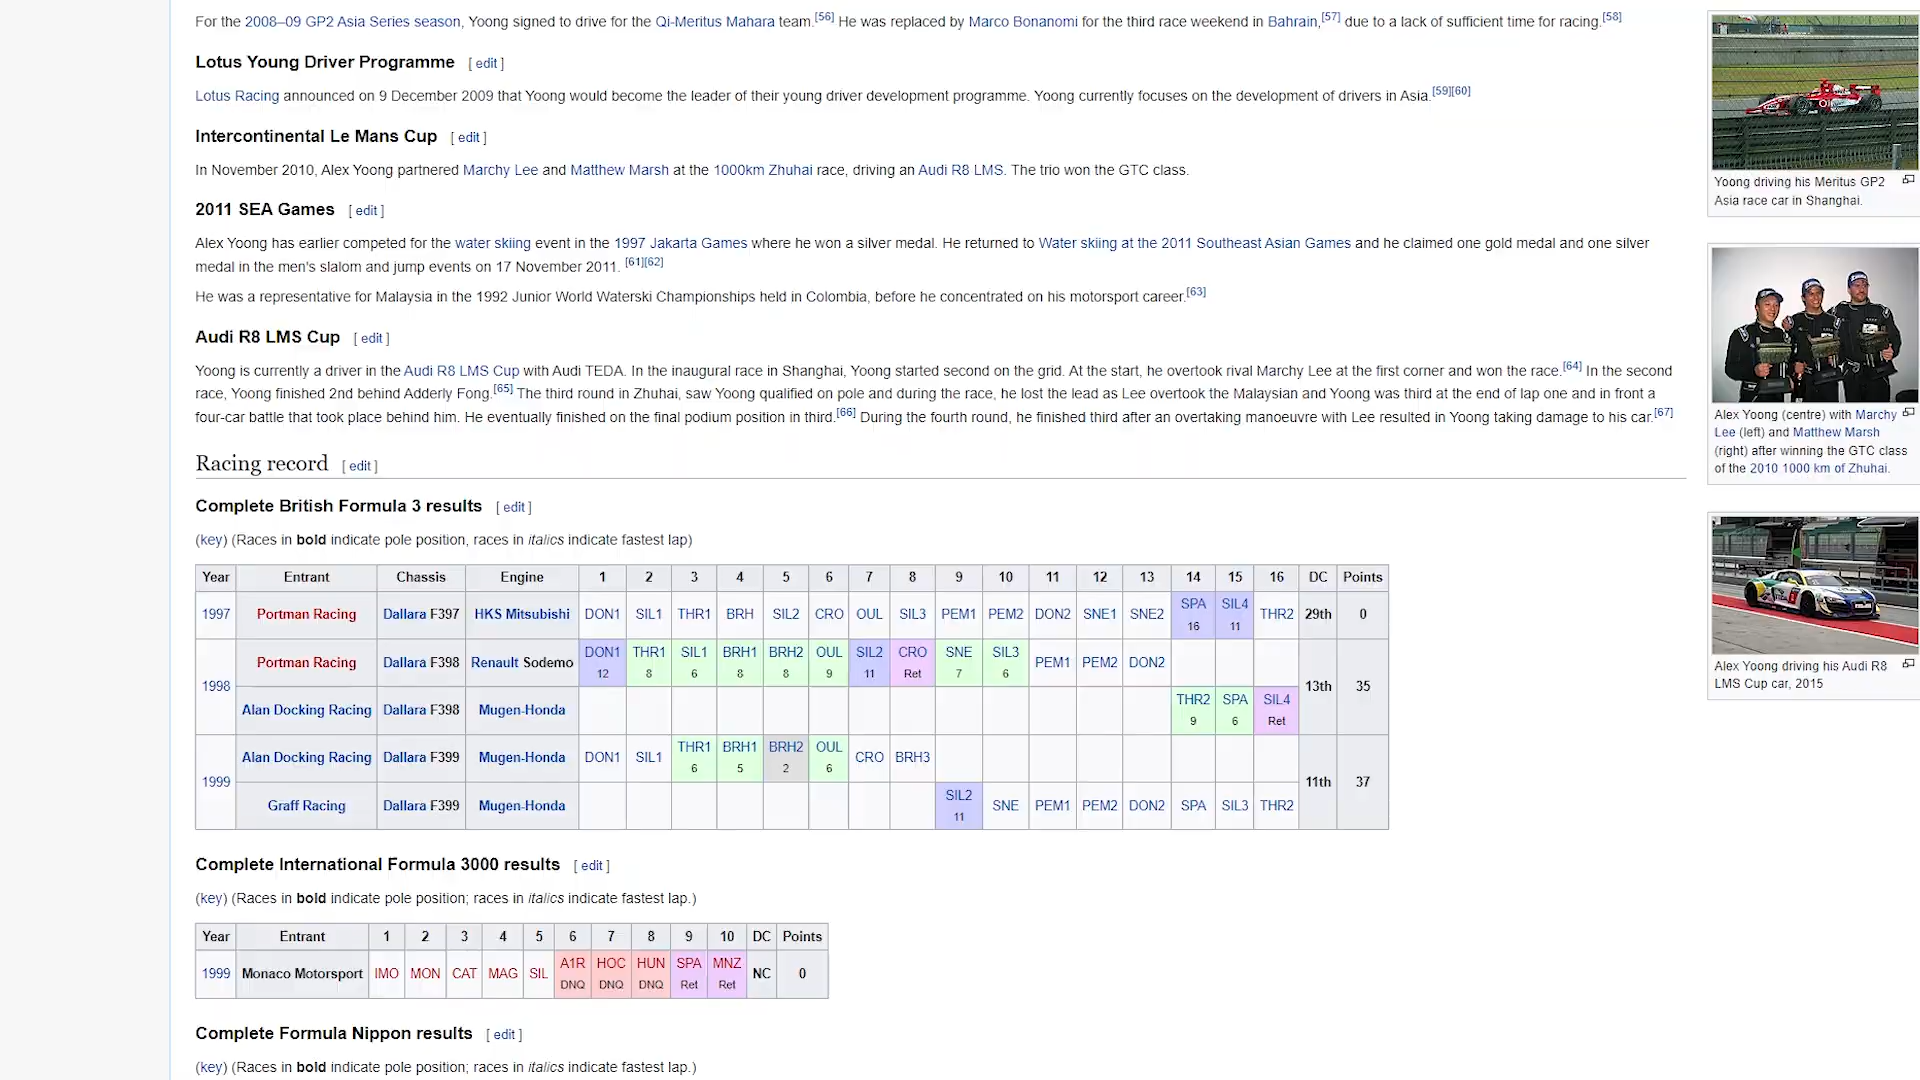 For the 2008–09 GP2 Asia Series season, Yoong signed to drive for the Qi-Meritus Mahara team.[56] He was replaced by Marco Bonanomi for the third race weekend in Bahrain,[57] due to a lack of sufficient time for racing.[58]
Lotus Young Driver Programme [ edit ]
Lotus Racing announced on 9 December 2009 that Yoong would become the leader of their young driver development programme. Yoong currently focuses on the development of drivers in Asia.[59][60]
Intercontinental Le Mans Cup [ edit ]
In November 2010, Alex Yoong partnered Marchy Lee and Matthew Marsh at the 1000km Zhuhai race, driving an Audi R8 LMS. The trio won the GTC class.
2011 SEA Games [ edit ]
Alex Yoong has earlier competed for the water skiing event in the 1997 Jakarta Games where he won a silver medal. He returned to Water skiing at the 2011 Southeast Asian Games and he claimed one gold medal and one silver
medal in the men's slalom and jump events on 17 November 2011. [61][62]
He was a representative for Malaysia in the 1992 Junior World Waterski Championships held in Colombia, before he concentrated on his motorsport career.[63]
Audi R8 LMS Cup [ edit ]
Yoong is currently a driver in the Audi R8 LMS Cup with Audi TEDA. In the inaugural race in Shanghai, Yoong started second on the grid. At the start, he overtook rival Marchy Lee at the first corner and won the race.[64] In the second
race, Yoong finished 2nd behind Adderly Fong.[65] The third round in Zhuhai, saw Yoong qualified on pole and during the race, he lost the lead as Lee overtook the Malaysian and Yoong was third at the end of lap one and in front a
four-car battle that took place behind him. He eventually finished on the final podium position in third.[66] During the fourth round, he finished third after an overtaking manoeuvre with Lee resulted in Yoong taking damage to his car.[67]
Racing record [ edit ]
Complete British Formula 3 results [ edit ]
(key) (Races in bold indicate pole position, races in italics indicate fastest lap)
Year Entrant Chassis Engine 1 2 3 4 5 6 7 8 9 10 11 12 13 14 15 16 DC Points
1997 Portman Racing Dallara F397 HKS Mitsubishi DON1 SIL1 THR1 BRH SIL2 CRO OUL SIL3 PEM1 PEM2 DON2 SNE1 SNE2 SPA SIL4 THR2 29th 0
16 11
1998 Portman Racing Dallara F398 Renault Sodemo DON1 THR1 SIL1 BRH1 BRH2 OUL SIL2 CRO SNE SIL3 PEM1 PEM2 DON2 13th 35
12 8 6 8 8 9 11 Ret 7 6
Alan Docking Racing Dallara F398 Mugen-Honda THR2 SPA SIL4
9 6 Ret
1999 Alan Docking Racing Dallara F399 Mugen-Honda DON1 SIL1 THR1 BRH1 BRH2 OUL CRO BRH3 11th 37
6 5 2 6
Graff Racing Dallara F399 Mugen-Honda SIL2 SNE PEM1 PEM2 DON2 SPA SIL3 THR2
11
Complete International Formula 3000 results [ edit ]
(key) (Races in bold indicate pole position; races in italics indicate fastest lap.)
Year Entrant 1 2 3 4 5 6 7 8 9 10 DC Points
1999 Monaco Motorsport IMO MON CAT MAG SIL A1R HOC HUN SPA MNZ NC 0
DNQ DNQ DNQ Ret Ret
Complete Formula Nippon results [ edit ]
(key) (Races in bold indicate pole position; races in italics indicate fastest lap.)
Yoong driving his Meritus GP2
Asia race car in Shanghai.
Alex Yoong (centre) with Marchy
Lee (left) and Matthew Marsh
(right) after winning the GTC class
of the 2010 1000 km of Zhuhai.
Alex Yoong driving his Audi R8
LMS Cup car, 2015